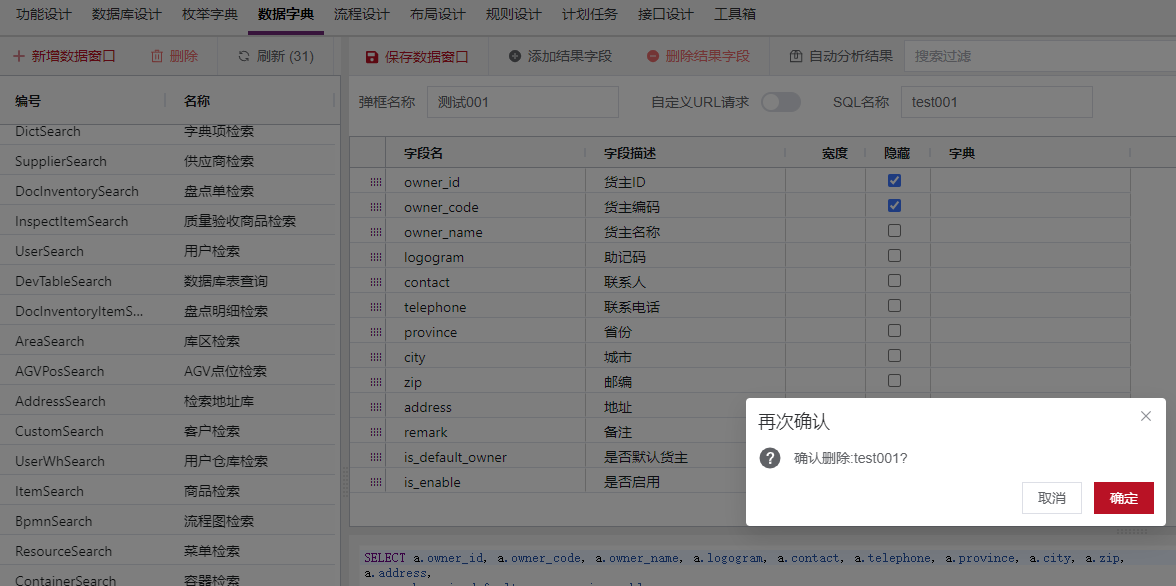 功能设计 数据库设计 枚举字典 数据字典 流程设计 布局设计 规则设计 计划任务 接口设计 工具箱
新增数据窗口 删除 刷新 (31)
编号 名称
DictSearch 字典项检索
SupplierSearch 供应商检索
DocInventorySearch 盘点单检索
InspectItemSearch 质量验收商品检索
UserSearch 用户检索
DevTableSearch 数据库表查询
DocInventoryItemS... 盘点明细检索
AreaSearch 库区检索
AGVPosSearch AGV点位检索
AddressSearch 检索地址库
CustomSearch 客户检索
UserWhSearch 用户仓库检索
ItemSearch 商品检索
BpmnSearch 流程图检索
ResourceSearch 菜单检索
ContainerSearch 容器检索
保存数据窗口 添加结果字段 删除结果字段 自动分析结果 搜索过滤
弹框名称 测试001 自定义URL请求 SQL名称 test001
字段名 字段描述 宽度 隐藏 字典
owner_id 货主ID
owner_code 货主编码
owner_name 货主名称
logogram 助记码
contact 联系人
telephone 联系电话
province 省份
city 城市
zip 邮编
address 地址
remark 备注
is_default_owner 是否默认货主
is_enable 是否启用
再次确认
确认删除:test001?
取消 确定
SELECT a.owner_id, a.owner_code, a.owner_name, a.logogram, a.contact, a.telephone, a.province, a.city, a.zip,
a.address,